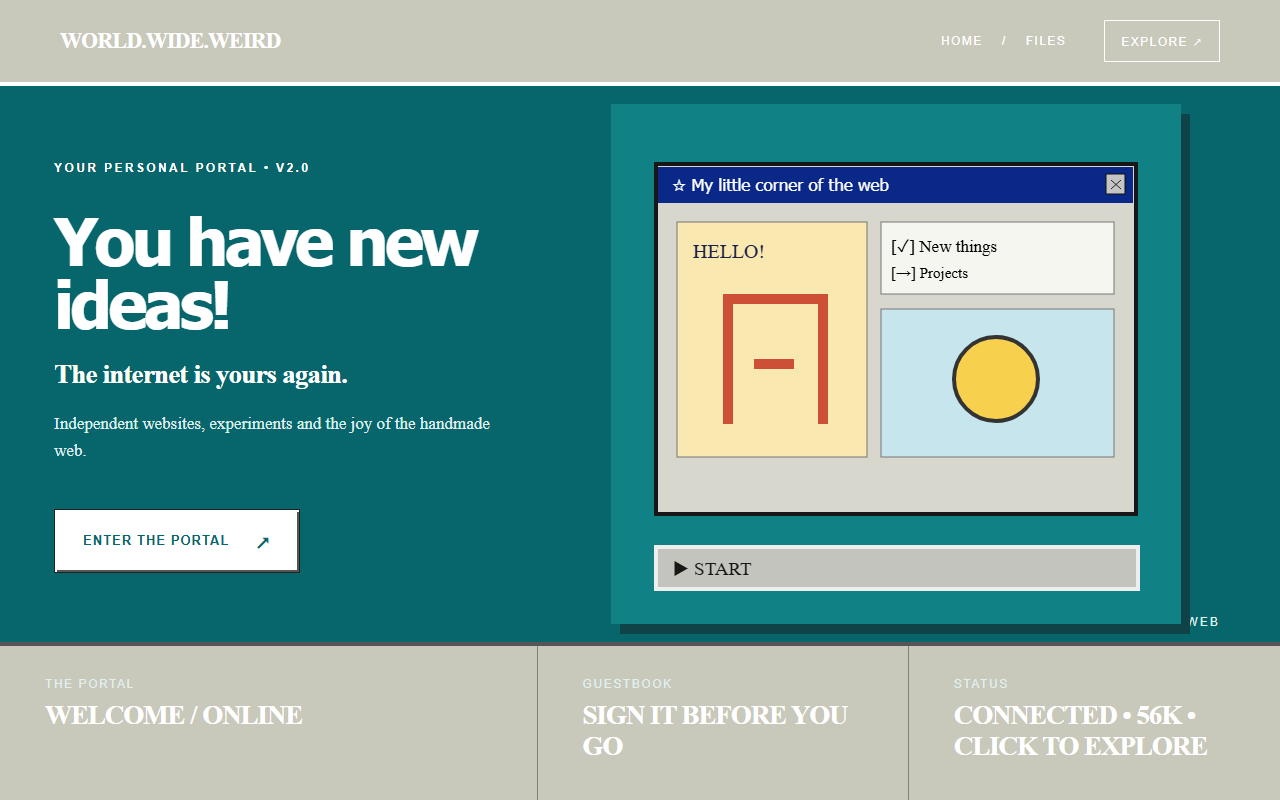 WORLD.WIDE.WEIRD
HOME / FILES EXPLORE ↗
YOUR PERSONAL PORTAL • V2.0
You have new
ideas!
The internet is yours again.
Independent websites, experiments and the joy of the handmade
web.
ENTER THE PORTAL ↗
☆ My little corner of the web
HELLO!
[✓] New things
[→] Projects
▶ START
WEB
THE PORTAL
WELCOME / ONLINE
GUESTBOOK
SIGN IT BEFORE YOU
GO
STATUS
CONNECTED • 56K •
CLICK TO EXPLORE